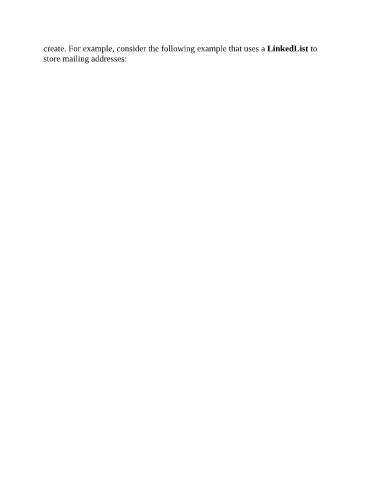 create. For example, consider the following example that uses a LinkedList to
store mailing addresses: